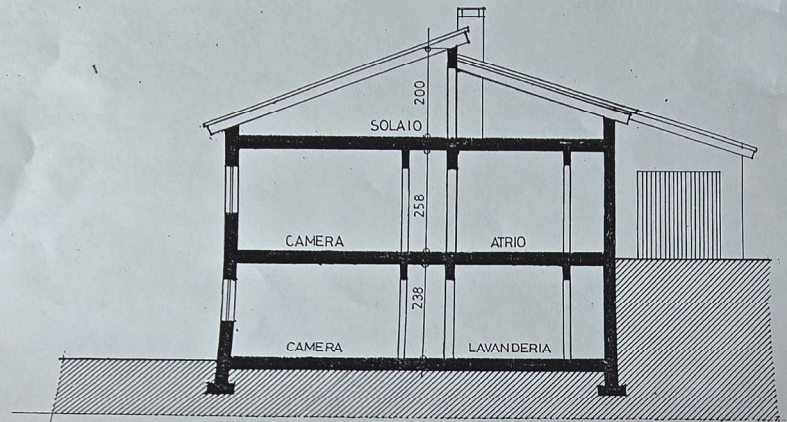 200
SOLAIO
258
CAMERA
ATRIO
238
CAMERA
LAVANDERIA